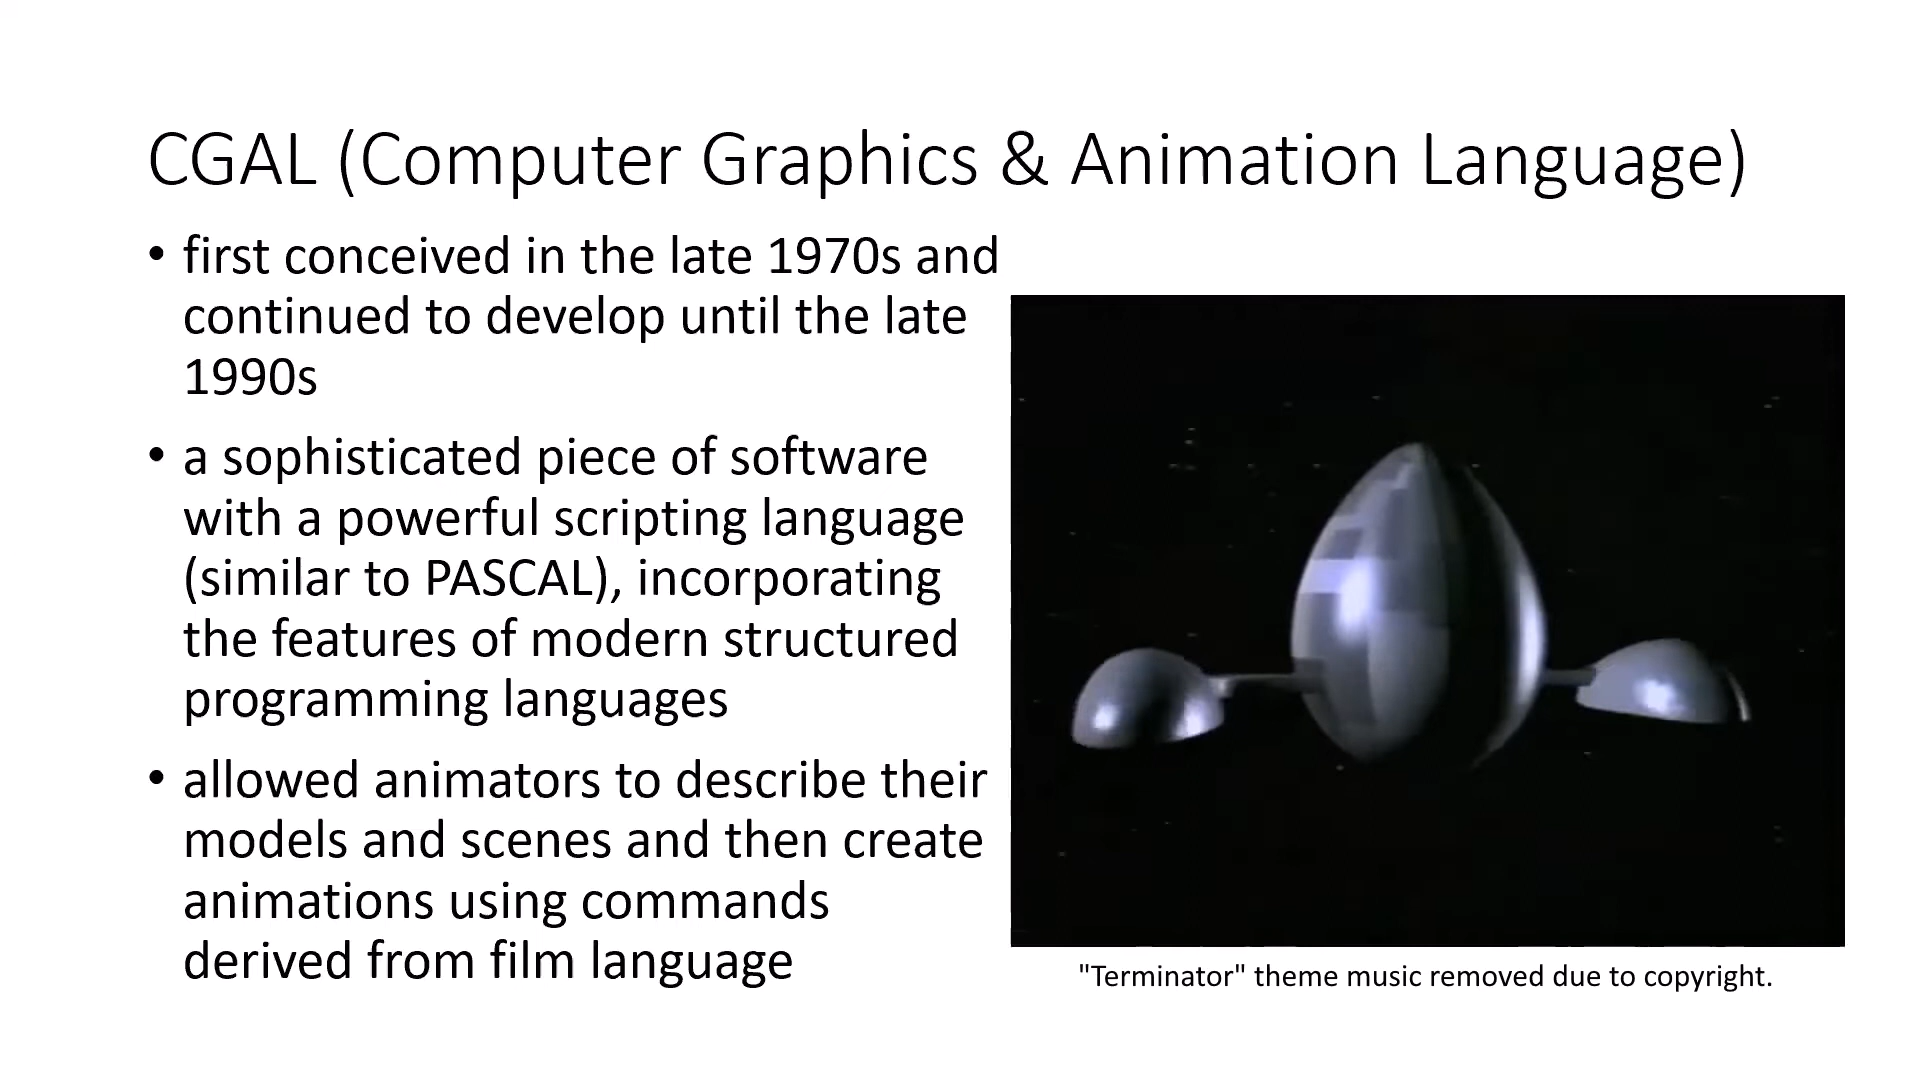 CGAL (Computer Graphics & Animation Language)
• first conceived in the late 1970s and
continued to develop until the late
1990s
• a sophisticated piece of software
with a powerful scripting language
(similar to PASCAL), incorporating
the features of modern structured
programming languages
• allowed animators to describe their
models and scenes and then create
animations using commands
derived from film language
"Terminator" theme music removed due to copyright.